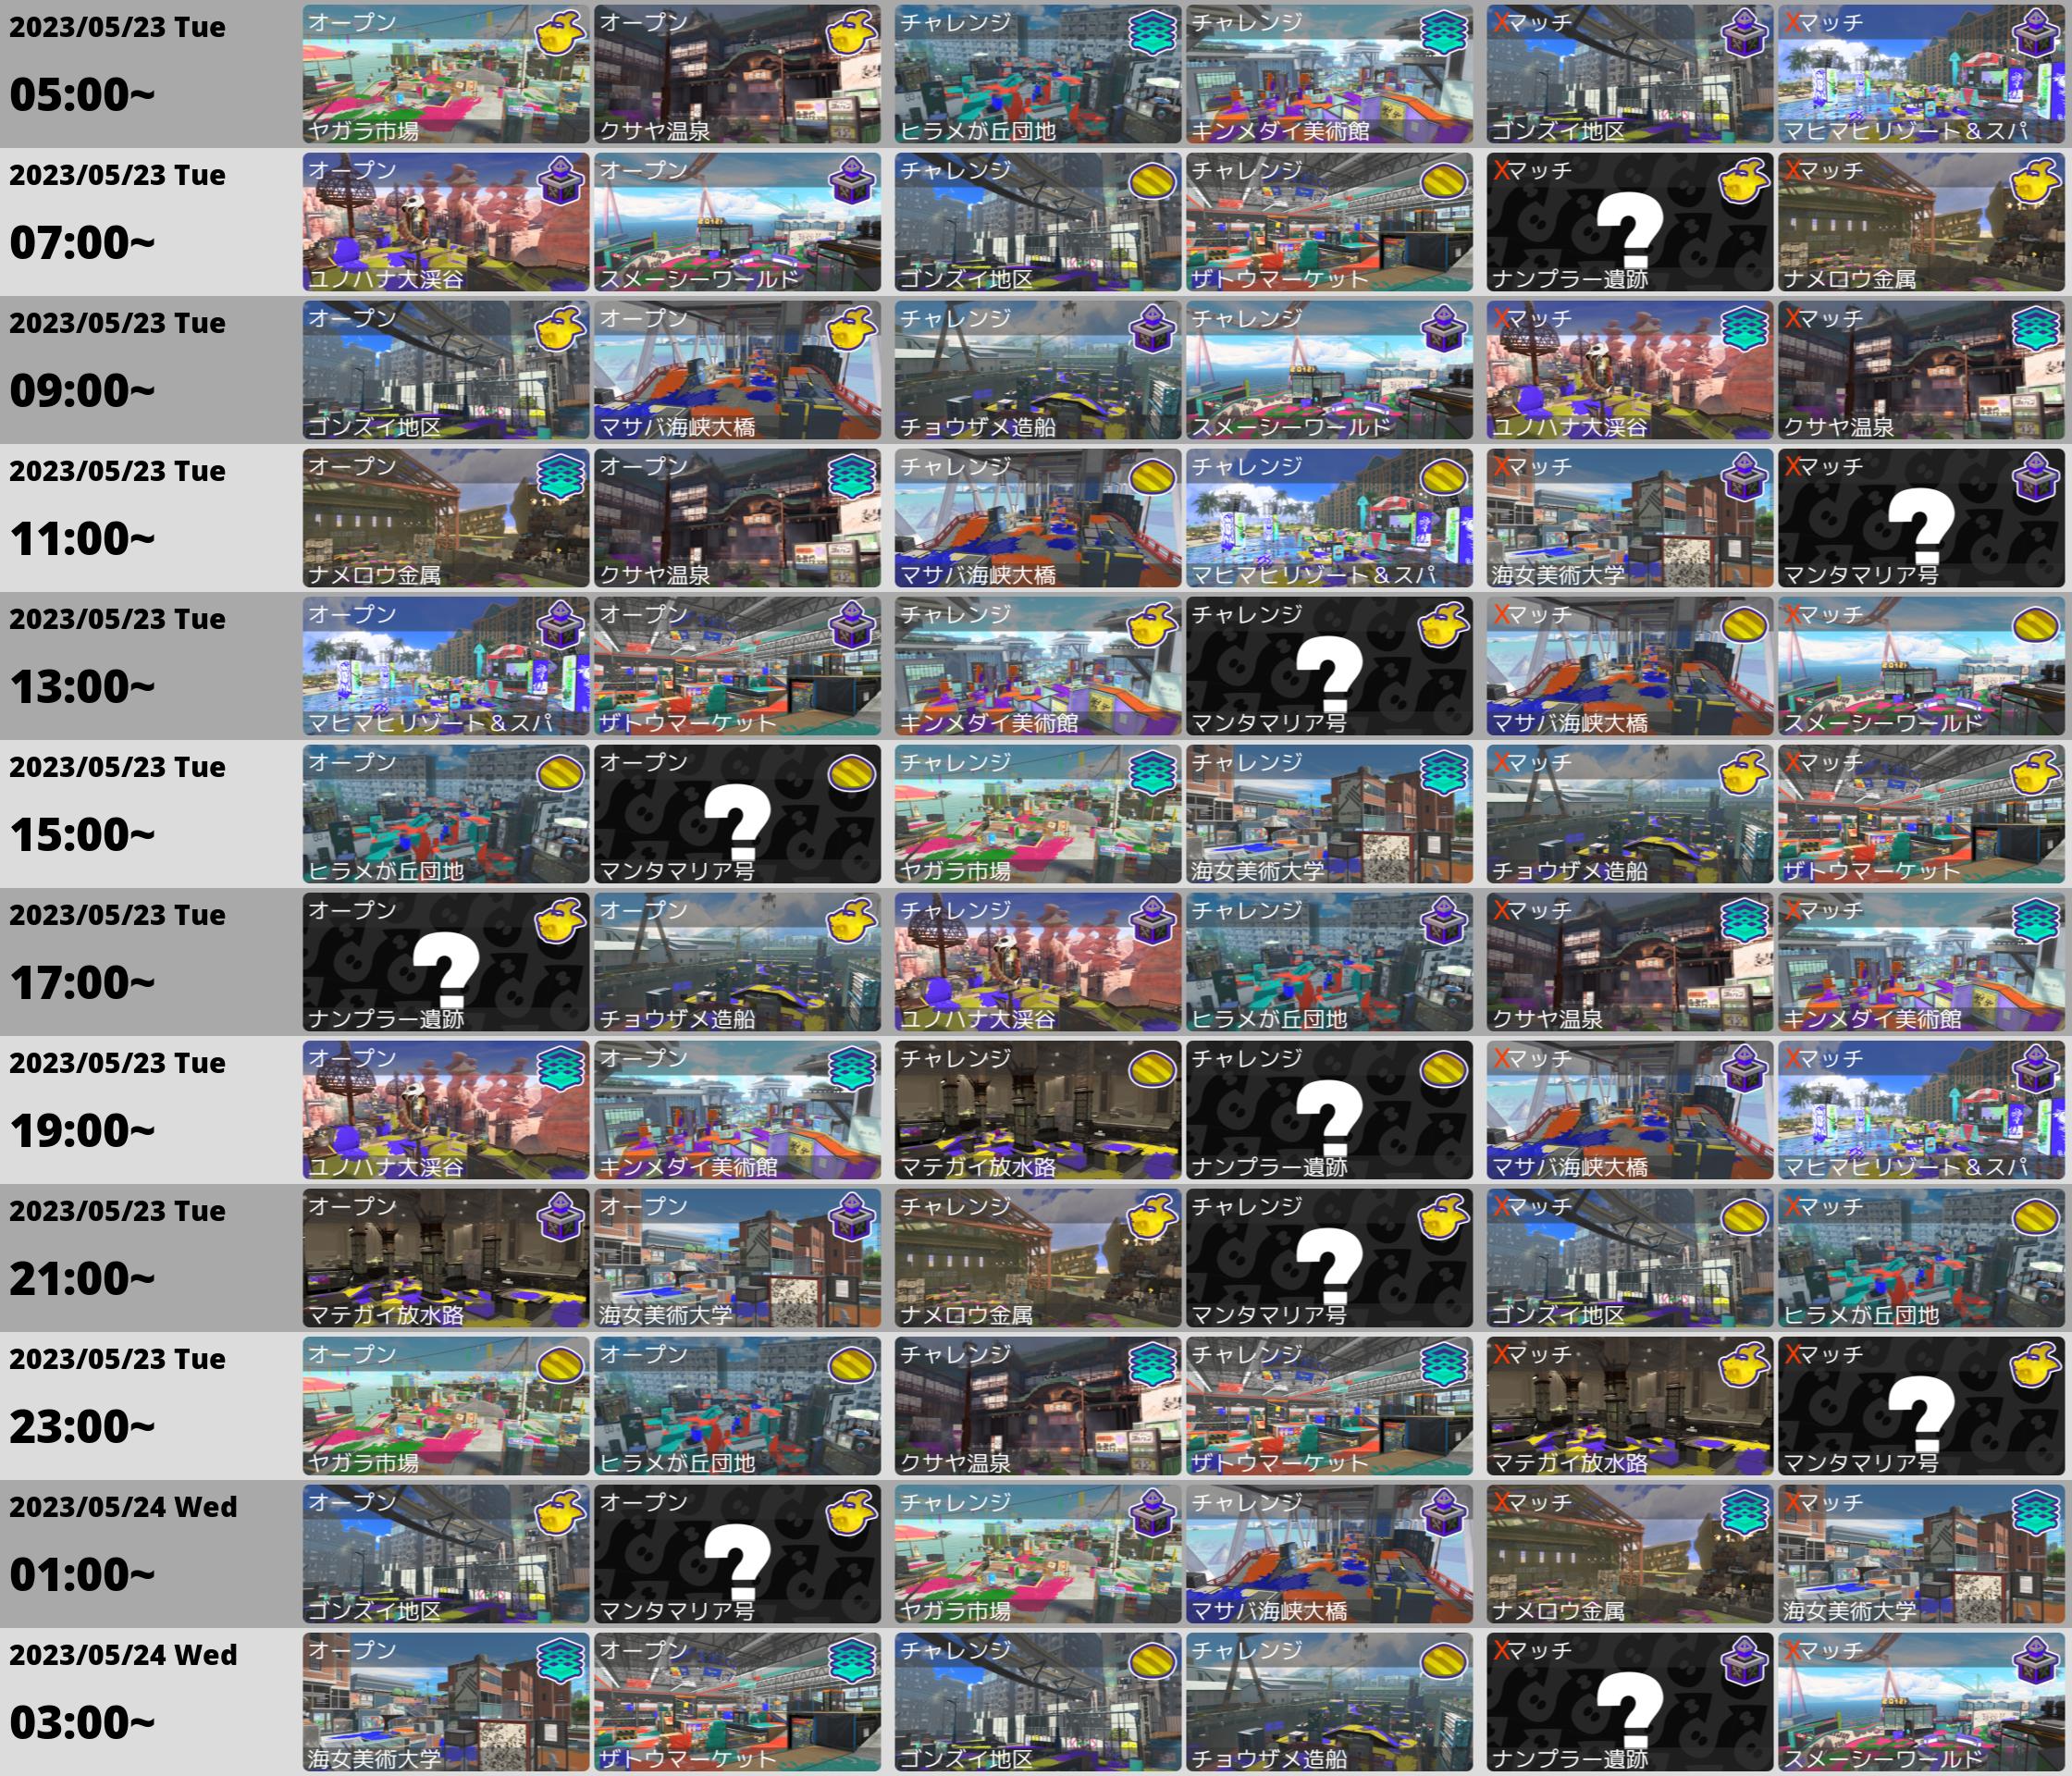 2023/05/23 Tue
05:00~
オープン オープン チャレンジ チャレンジ Xマッチ Xマッチ
ヤガラ市場 クサヤ温泉 ヒラメが丘団地 キンメダイ美術館 ゴンズイ地区 マヒマヒリゾート&スパ
2023/05/23 Tue
07:00~
オープン オープン チャレンジ チャレンジ Xマッチ Xマッチ
?
ユノハナ大渓谷 スメーシーワールド ゴンズイ地区 ザトウマーケット ナンプラー遺跡 ナメロウ金属
2023/05/23 Tue
09:00~
オープン オープン チャレンジ チャレンジ Xマッチ Xマッチ
ゴンズイ地区 マサバ海峡大橋 チョウザメ造船 スメーシーワールド ユノハナ大渓谷 クサヤ温泉
2023/05/23 Tue
11:00~
オープン オープン チャレンジ チャレンジ Xマッチ Xマッチ
?
ナメロウ金属 クサヤ温泉 マサバ海峡大橋 マヒマヒリゾート&スパ 海女美術大学 マンタマリア号
2023/05/23 Tue
13:00~
オープン オープン チャレンジ チャレンジ Xマッチ Xマッチ
?
マヒマヒリゾート&スパ ザトウマーケット キンメダイ美術館 マンタマリア号 マサバ海峡大橋 スメーシーワールド
2023/05/23 Tue
15:00~
オープン オープン チャレンジ チャレンジ Xマッチ Xマッチ
?
ヒラメが丘団地 マンタマリア号 ヤガラ市場 海女美術大学 チョウザメ造船 ザトウマーケット
2023/05/23 Tue
17:00~
オープン オープン チャレンジ チャレンジ Xマッチ Xマッチ
?
ナンプラー遺跡 チョウザメ造船 ユノハナ大渓谷 ヒラメが丘団地 クサヤ温泉 キンメダイ美術館
2023/05/23 Tue
19:00~
オープン オープン チャレンジ チャレンジ Xマッチ Xマッチ
?
ユノハナ大渓谷 キンメダイ美術館 マテガイ放水路 ナンプラー遺跡 マサバ海峡大橋 マヒマヒリゾート&スパ
2023/05/23 Tue
21:00~
オープン オープン チャレンジ チャレンジ Xマッチ Xマッチ
?
マテガイ放水路 海女美術大学 ナメロウ金属 マンタマリア号 ゴンズイ地区 ヒラメが丘団地
2023/05/23 Tue
23:00~
オープン オープン チャレンジ チャレンジ Xマッチ Xマッチ
?
ヤガラ市場 ヒラメが丘団地 クサヤ温泉 ザトウマーケット マテガイ放水路 マンタマリア号
2023/05/24 Wed
01:00~
オープン オープン チャレンジ チャレンジ Xマッチ Xマッチ
?
ゴンズイ地区 マンタマリア号 ヤガラ市場 マサバ海峡大橋 ナメロウ金属 海女美術大学
2023/05/24 Wed
03:00~
オープン オープン チャレンジ チャレンジ Xマッチ Xマッチ
?
海女美術大学 ザトウマーケット ゴンズイ地区 チョウザメ造船 ナンプラー遺跡 スメーシーワールド